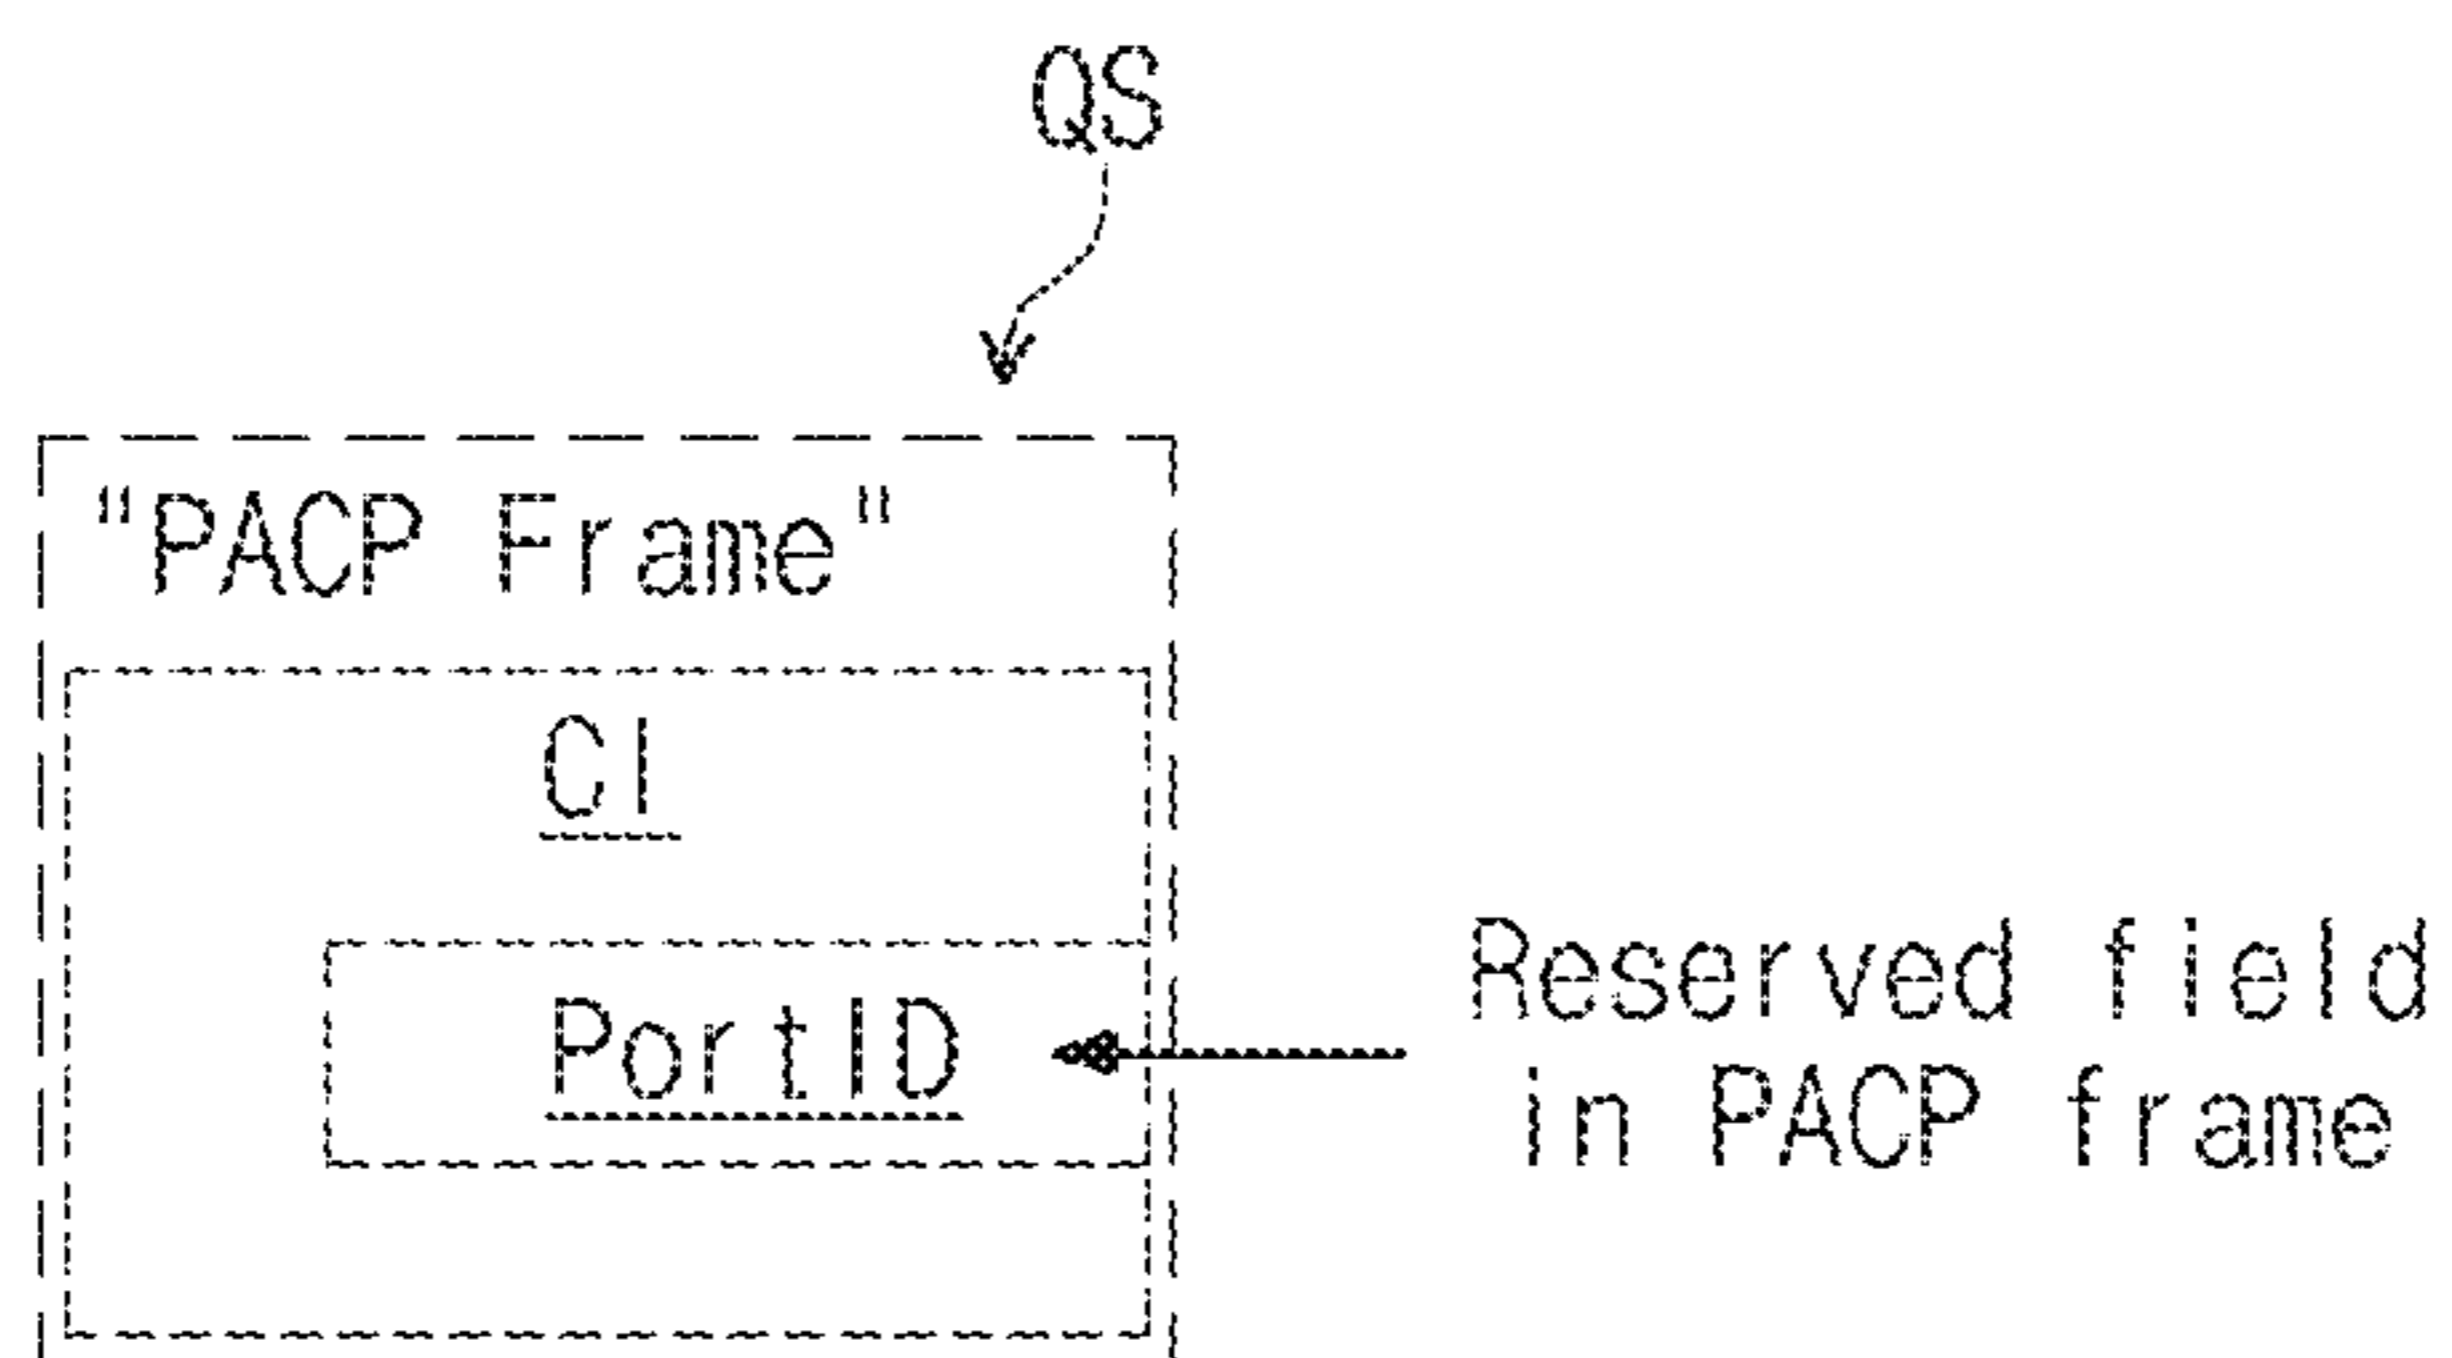 QS
"PACP Frame"
CI
PortID
Reserved field
in PACP frame